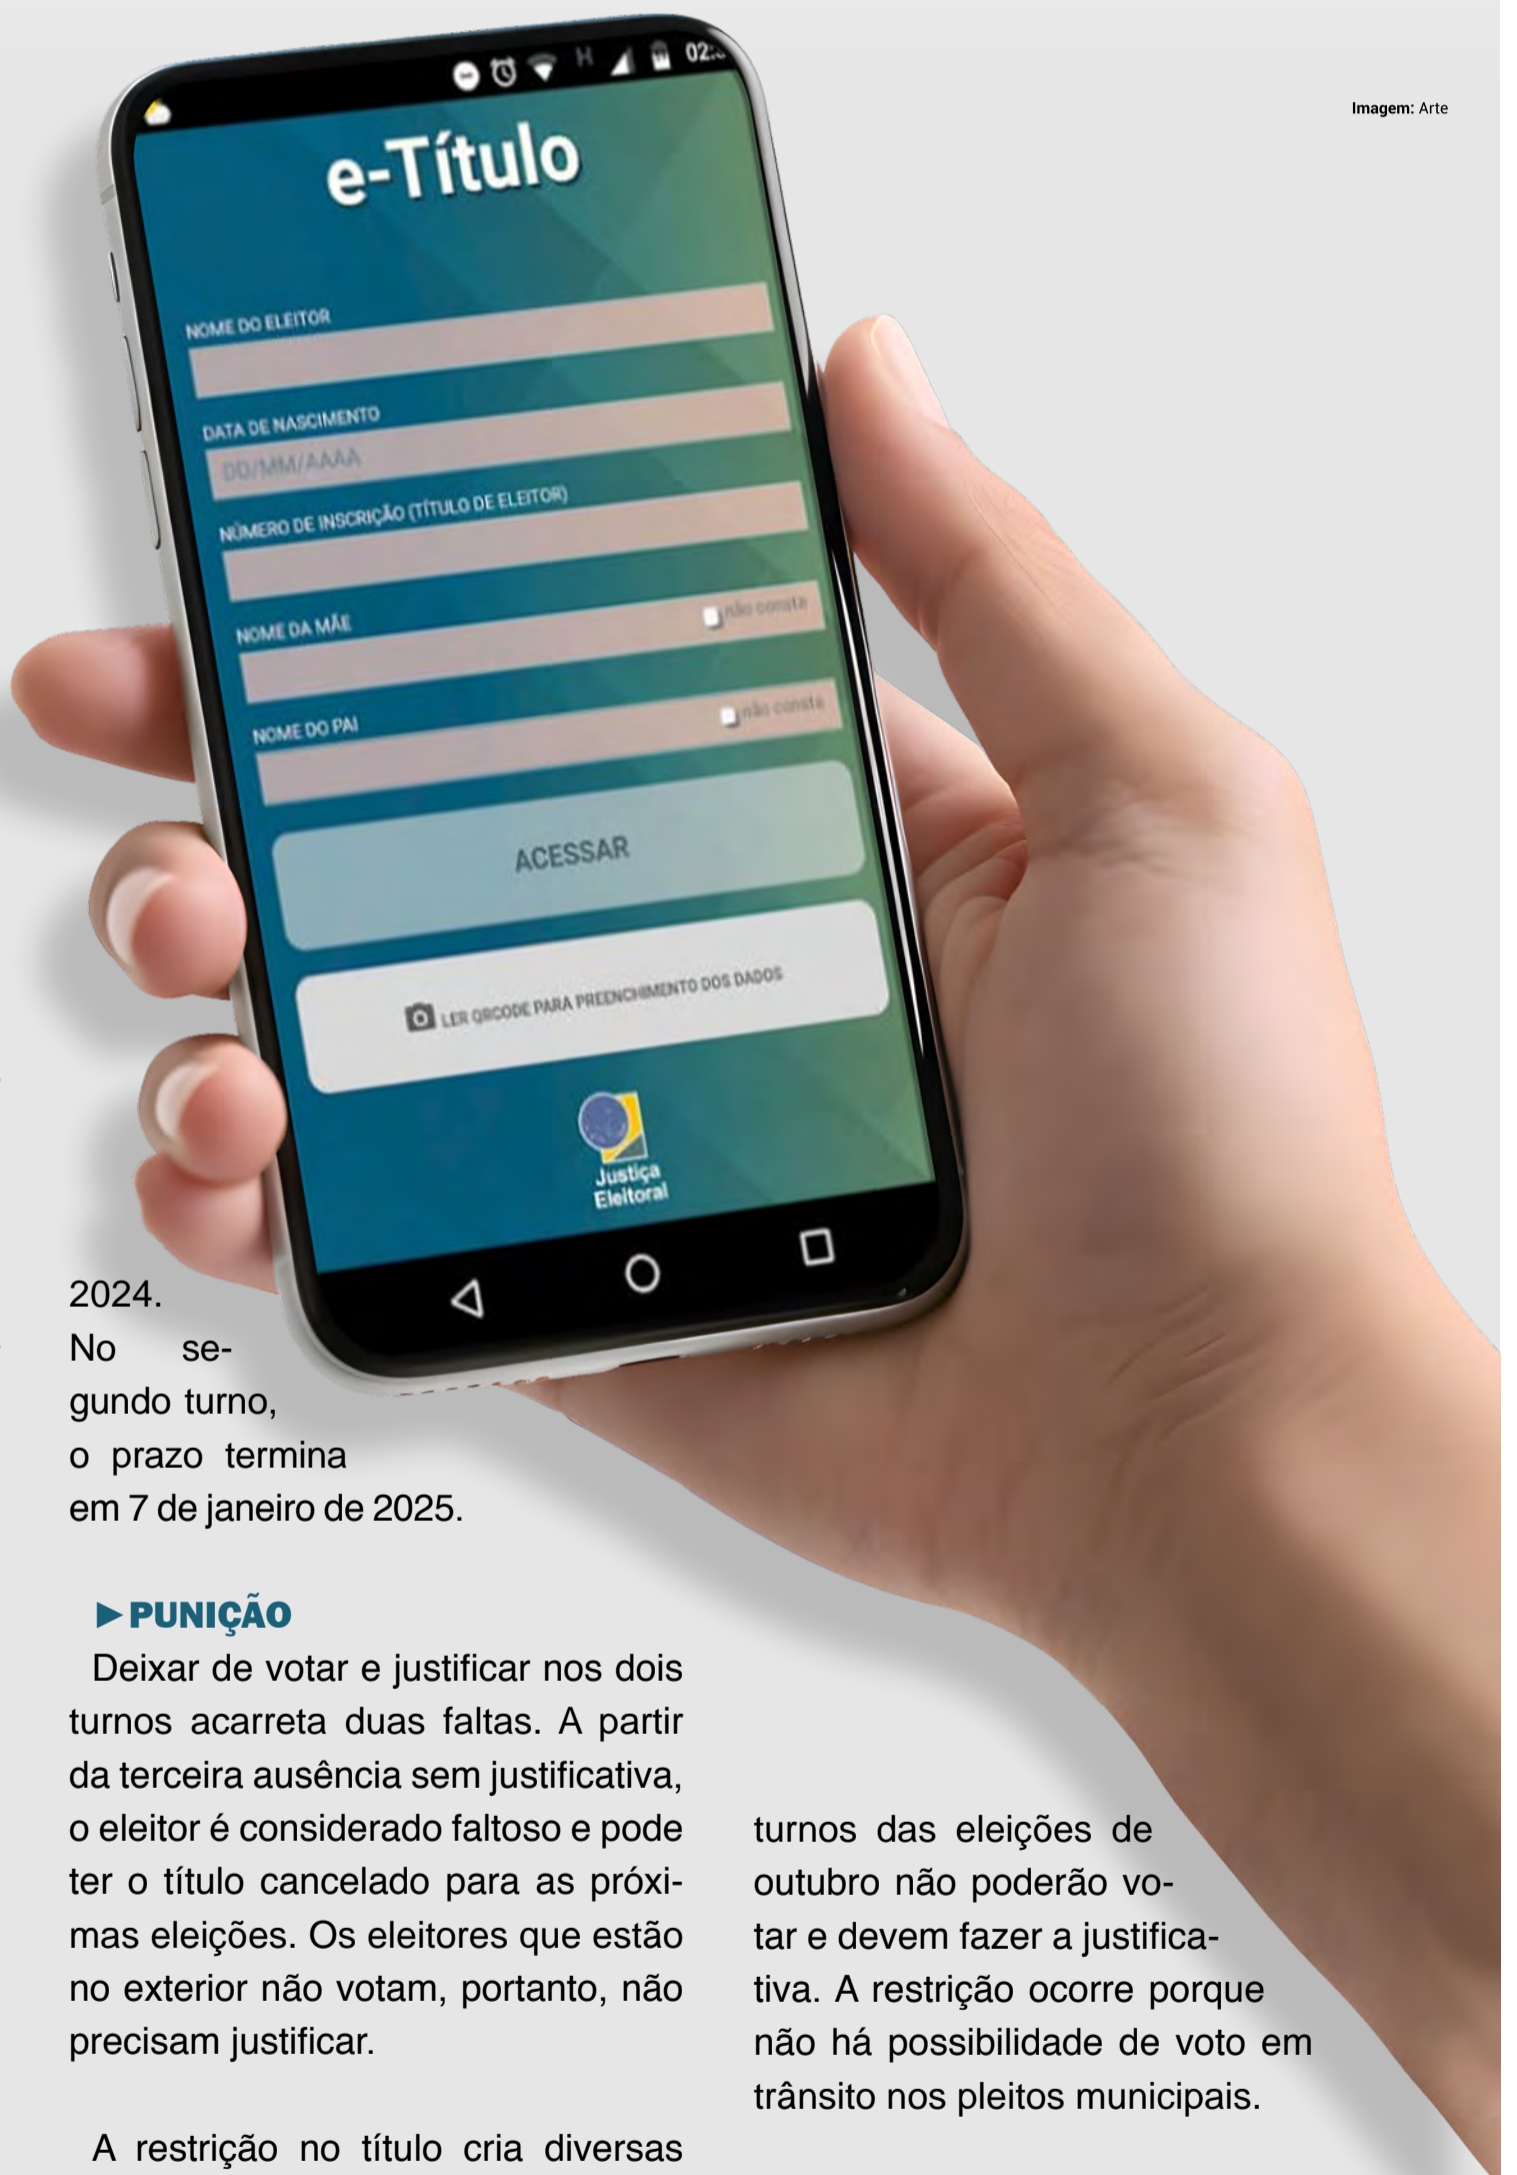 02:
Imagem: Arte
e-Título
NOME DO ELEITOR
DATA DE NASCIMENTO
DD/MM/AAAA
NÚMERO DE INSCRIÇÃO (TÍTULO DE ELEITOR)
NOME DA MÃE
não consta
NOME DO PAI
não consta
ACESSAR
LER QRCODE PARA PREENCHIMENTO DOS DADOS
Justiça
Eleitoral
2024.
No se-
gundo turno,
o prazo termina
em 7 de janeiro de 2025.
►PUNIÇÃO
Deixar de votar e justificar nos dois
turnos acarreta duas faltas. A partir
da terceira ausência sem justificativa,
o eleitor é considerado faltoso e pode
ter o título cancelado para as próxi-
mas eleições. Os eleitores que estão
no exterior não votam, portanto, não
precisam justificar.
A restrição no título cria diversas
turnos das eleições de
outubro não poderão vo-
tar e devem fazer a justifica-
tiva. A restrição ocorre porque
não há possibilidade de voto em
trânsito nos pleitos municipais.